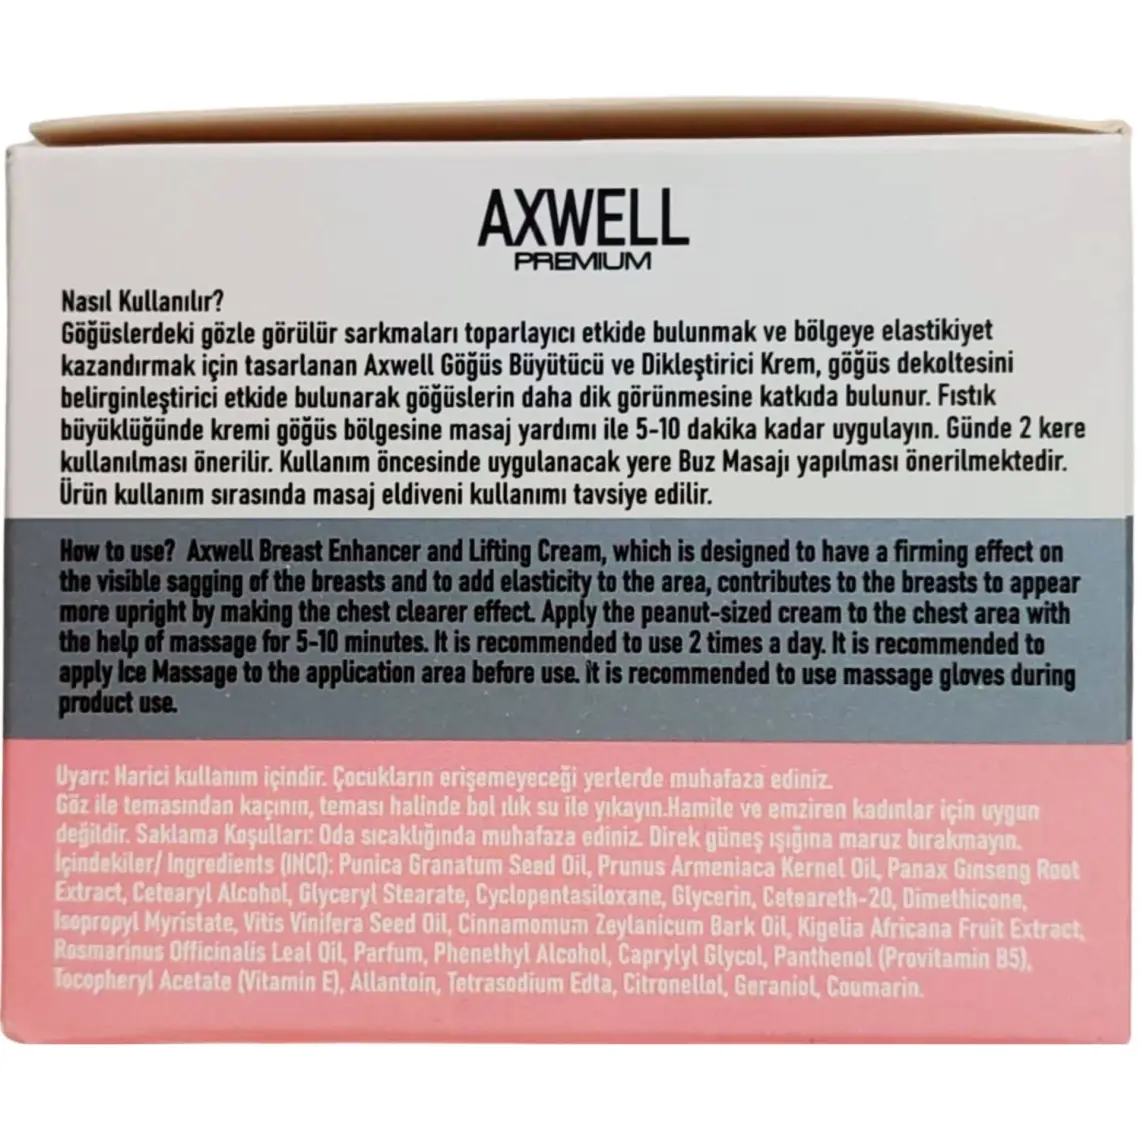 AXWELL
PREMIUM
Nasıl Kullanılır?
Göğüslerdeki gözle görülür sarkmaları toparlayıcı etkide bulunmak ve bölgeye elastikiyet
kazandırmak için tasarlanan Axwell Göğüs Büyütücü ve Dikleştirici Krem, göğüs dekoltesini
belirginleştirici etkide bulunarak göğüslerin daha dik görünmesine katkıda bulunur. Fıstık
büyüklüğünde kremi göğüs bölgesine masaj yardımı ile 5-10 dakika kadar uygulayın. Günde 2 kere
kullanılması önerilir. Kullanım öncesinde uygulanacak yere Buz Masajı yapılması önerilmektedir.
Ürün kullanım sırasında masaj eldiveni kullanımı tavsiye edilir.
How to use? Axwell Breast Enhancer and Lifting Cream, which is designed to have a firming effect on
the visible sagging of the breasts and to add elasticity to the area, contributes to the breasts to appear
more upright by making the chest clearer effect. Apply the peanut-sized cream to the chest area with
the help of massage for 5-10 minutes. It is recommended to use 2 times a day. It is recommended to
apply Ice Massage to the application area before use. it is recommended to use massage gloves during
product use.
Uyarı: Harici kullanım içindir. Çocukların erişemeyeceği yerlerde muhafaza ediniz.
Göz ile temasından kaçının, teması halinde bol ılık su ile yıkayın.Hamile ve emziren kadınlar için uygun
değildir. Saklama Koşulları: Oda sıcaklığında muhafaza ediniz. Direk güneş ışığına maruz bırakmayın.
İçindekiler/ Ingredients (INCI): Punica Granatum Seed Oil, Prunus Armeniaca Kernel Oil, Panax Ginseng Root
Extract, Cetearyl Alcohol, Glyceryl Stearate, Cyclopentasiloxane, Glycerin, Ceteareth-20, Dimethicone,
Isopropyl Myristate, Vitis Vinifera Seed Oil, Cinnamomum Zeylanicum Bark Oil, Kigelia Africana Fruit Extract,
Rosmarinus Officinalis Leal Oil, Parfum, Phenethyl Alcohol, Caprylyl Glycol, Panthenol (Provitamin B5),
Tocopheryl Acetate (Vitamin E), Allantoin, Tetrasodium Edta, Citronellol, Geraniol, Coumarin.